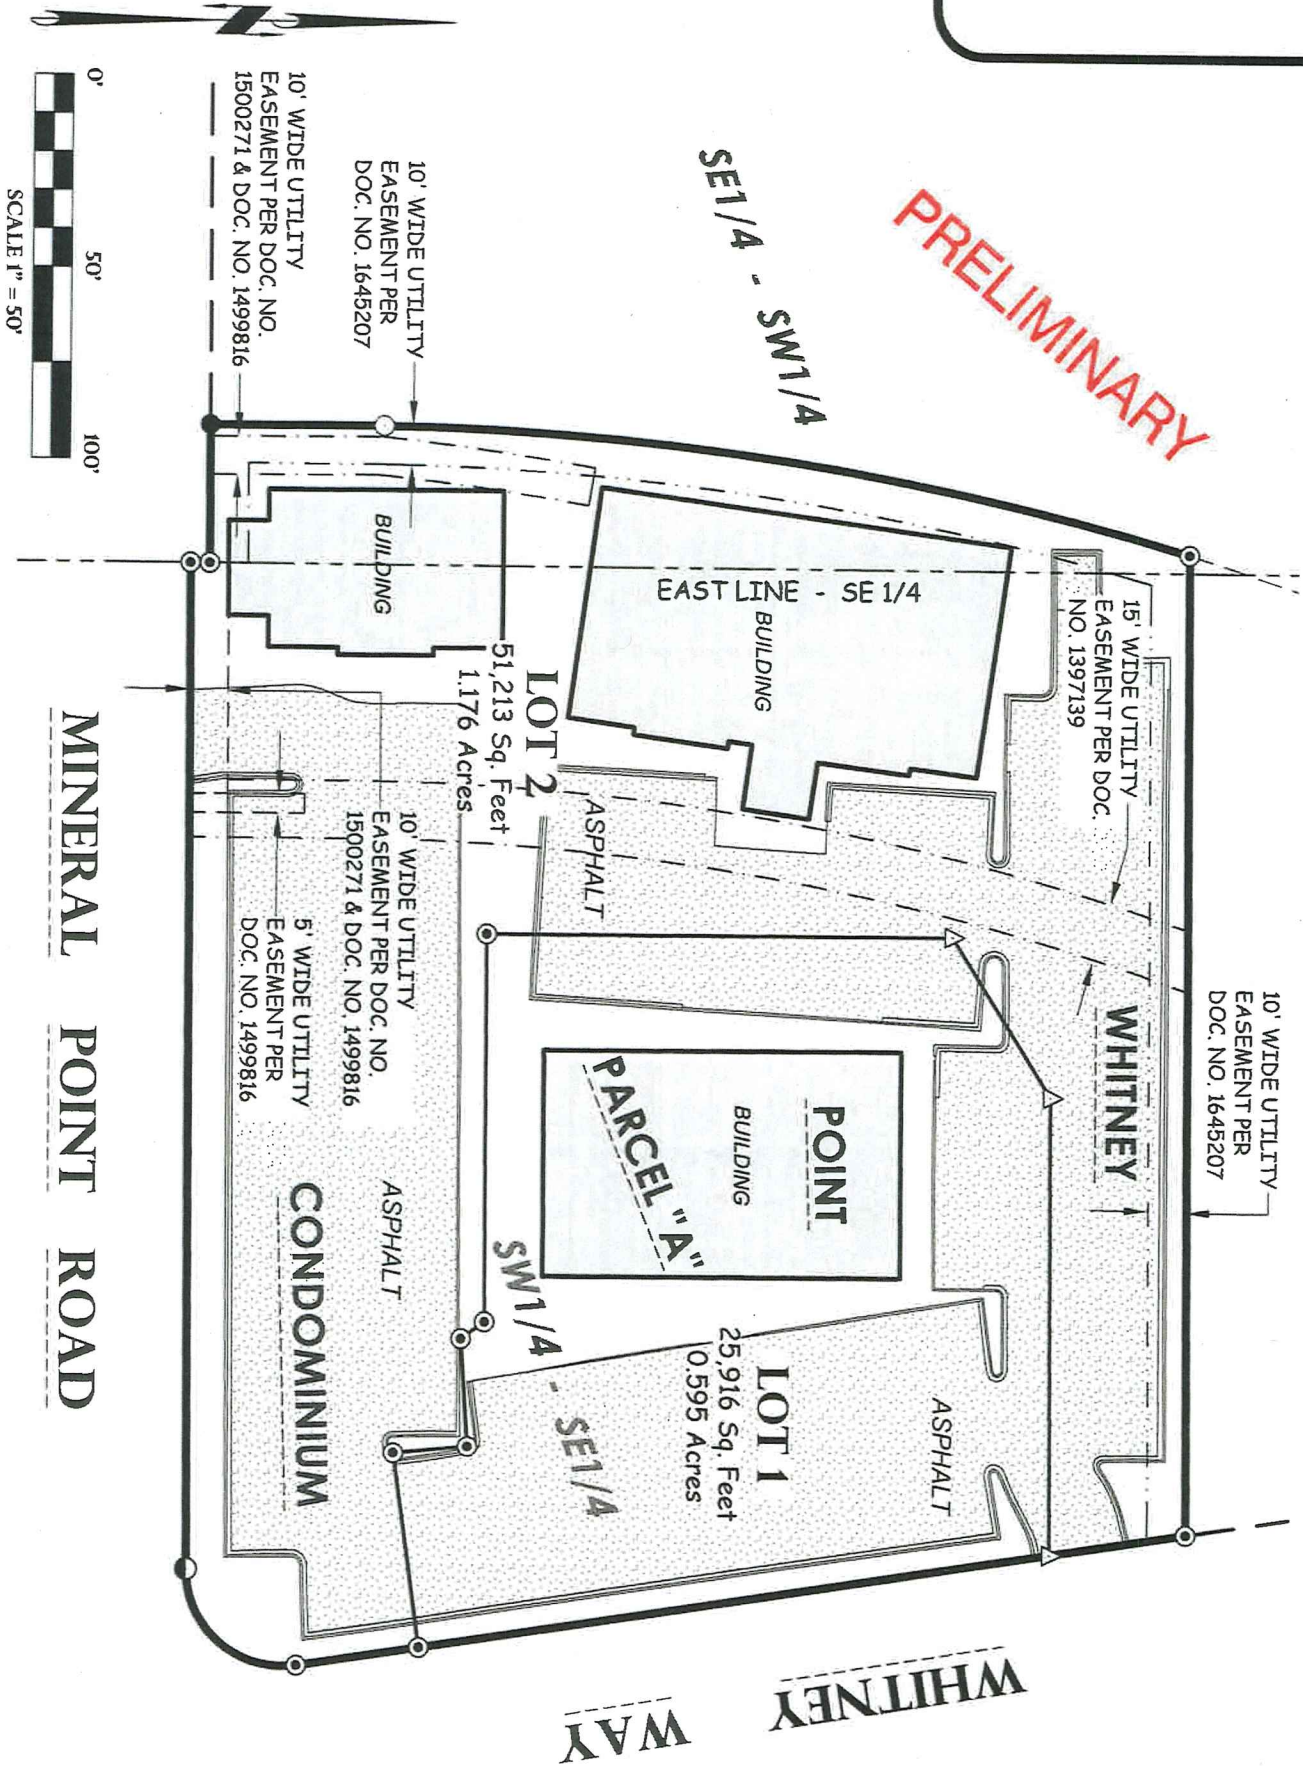 PRELIMINARY
SE1/4 - SW1/4
0'
50'
100'
SCALE 1" = 50'
10' WIDE UTILITY
EASEMENT PER DOC. NO.
1500271 & DOC. NO. 1499816
10' WIDE UTILITY
EASEMENT PER
DOC. NO. 1645207
BUILDING
EAST LINE - SE 1/4
BUILDING
15' WIDE UTILITY
EASEMENT PER DOC.
NO. 1397139
10' WIDE UTILITY
EASEMENT PER
DOC. NO. 1645207
LOT 2
51,213 Sq. Feet
1.176 Acres
ASPHALT
10' WIDE UTILITY
EASEMENT PER DOC. NO.
1500271 & DOC. NO. 1499816
5' WIDE UTILITY
EASEMENT PER
DOC. NO. 1499816
WHITNEY
POINT
BUILDING
PARCEL "A"
CONDOMINIUM
ASPHALT
SW1/4 - SE1/4
LOT 1
25,916 Sq. Feet
0.595 Acres
ASPHALT
MINERAL POINT ROAD
WHITNEY WAY